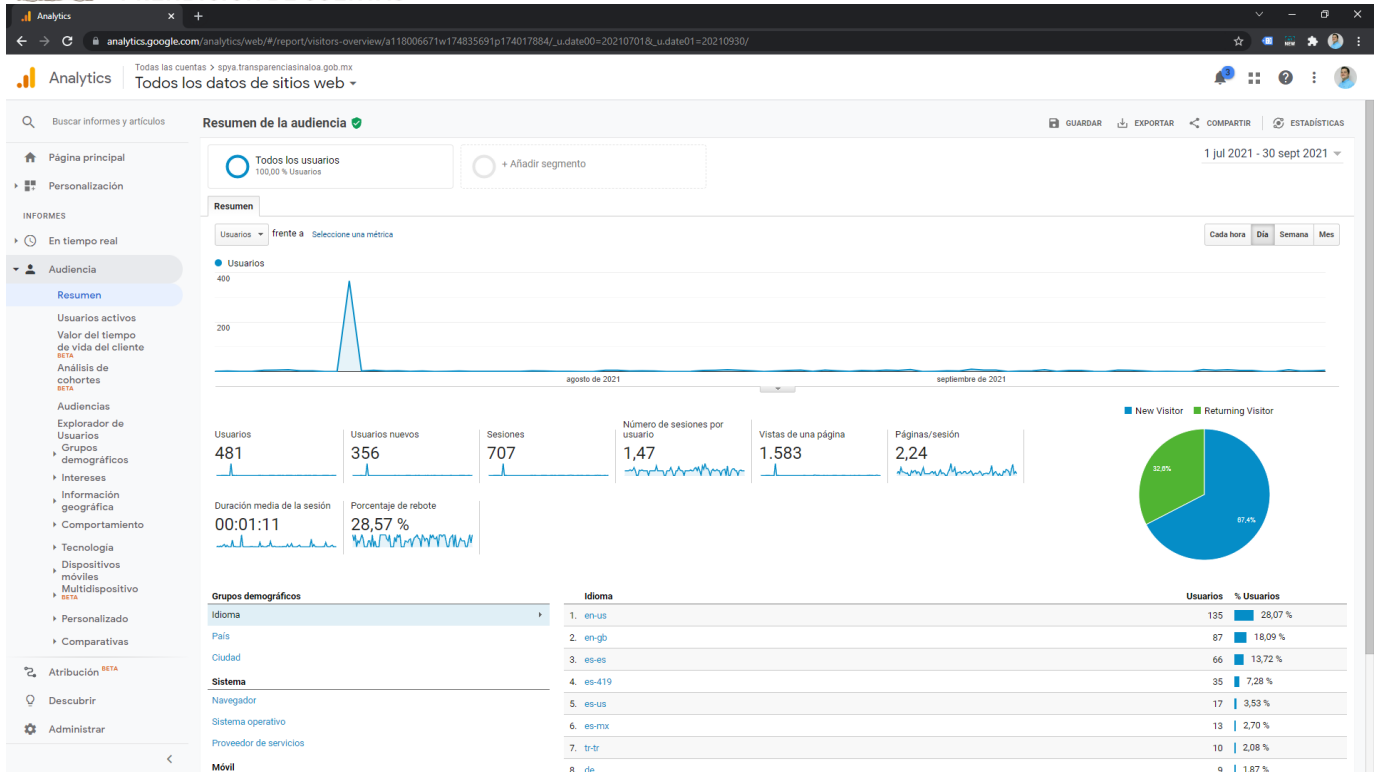 Analytics
analytics.google.com/analytics/web/#/report/visitors-overview/a118006671w174835691p174017884/_u.date00=20210701&_u.date01=20210930/
Analytics
Todas las cuentas > spya.transparenciasinaloa.gob.mx
Todos los datos de sitios web
3
Buscar informes y artículos
Resumen de la audiencia
GUARDAR
EXPORTAR
COMPARTIR
ESTADÍSTICAS
Página principal
Personalización
INFORMES
En tiempo real
Audiencia
Resumen
Usuarios activos
Valor del tiempo
de vida del cliente
BETA
Análisis de
cohortes
BETA
Audiencias
Explorador de
Usuarios
Grupos
demográficos
Intereses
Información
geográfica
Comportamiento
Tecnología
Dispositivos
móviles
Multidispositivo
BETA
Personalizado
Comparativas
Atribución BETA
Descubrir
Administrar
Todos los usuarios
100,00 % Usuarios
+ Añadir segmento
1 jul 2021 - 30 sept 2021
Resumen
Usuarios frente a Seleccione una métrica
Cada hora Día Semana Mes
Usuarios
400
200
agosto de 2021
septiembre de 2021
New Visitor Returning Visitor
32,6%
67,4%
Usuarios
481
Usuarios nuevos
356
Sesiones
707
Número de sesiones por
usuario
1,47
Vistas de una página
1.583
Páginas/sesión
2,24
Duración media de la sesión
00:01:11
Porcentaje de rebote
28,57 %
Grupos demográficos
Idioma
País
Ciudad
Sistema
Navegador
Sistema operativo
Proveedor de servicios
Móvil
Idioma Usuarios % Usuarios
1. en-us 135 28,07 %
2. en-gb 87 18,09 %
3. es-es 66 13,72 %
4. es-419 35 7,28 %
5. es-us 17 3,53 %
6. es-mx 13 2,70 %
7. tr-tr 10 2,08 %
8. de 9 1,87 %